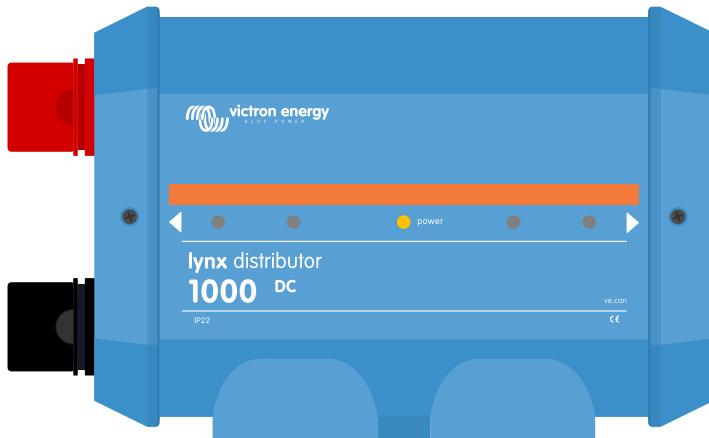 victron energy
BLUE POWER
power
lynx distributor
1000 DC
ve.can
IP22
CE